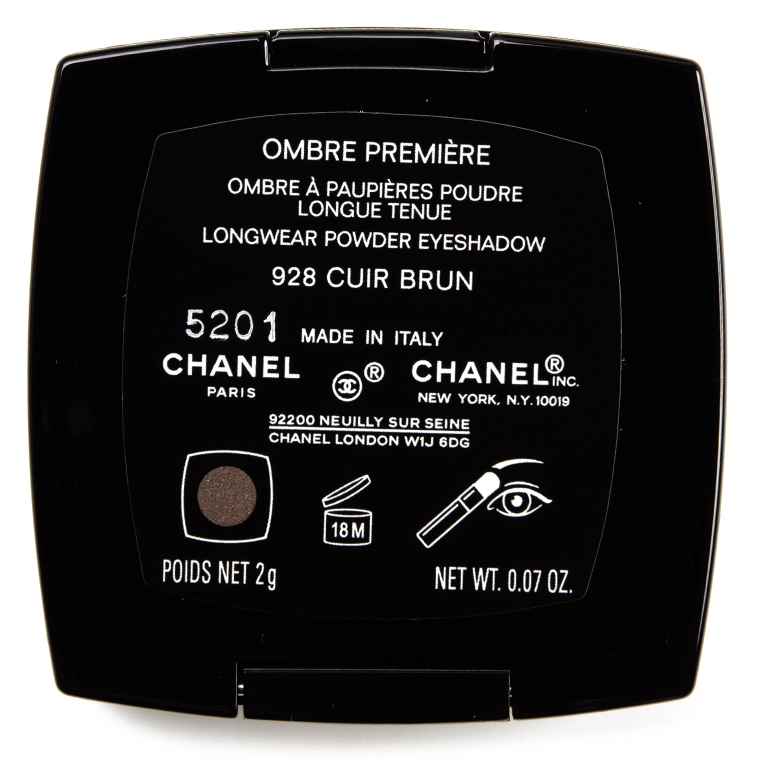 OMBRE PREMIÈRE
OMBRE À PAUPIÈRES POUDRE
LONGUE TENUE
LONGWEAR POWDER EYESHADOW
928 CUIR BRUN
5201 MADE IN ITALY
CHANEL ® CHANEL® INC.
PARIS NEW YORK, N.Y. 10019
92200 NEUILLY SUR SEINE
CHANEL LONDON W1J 6DG
18M
POIDS NET 2g NET WT. 0.07 OZ.